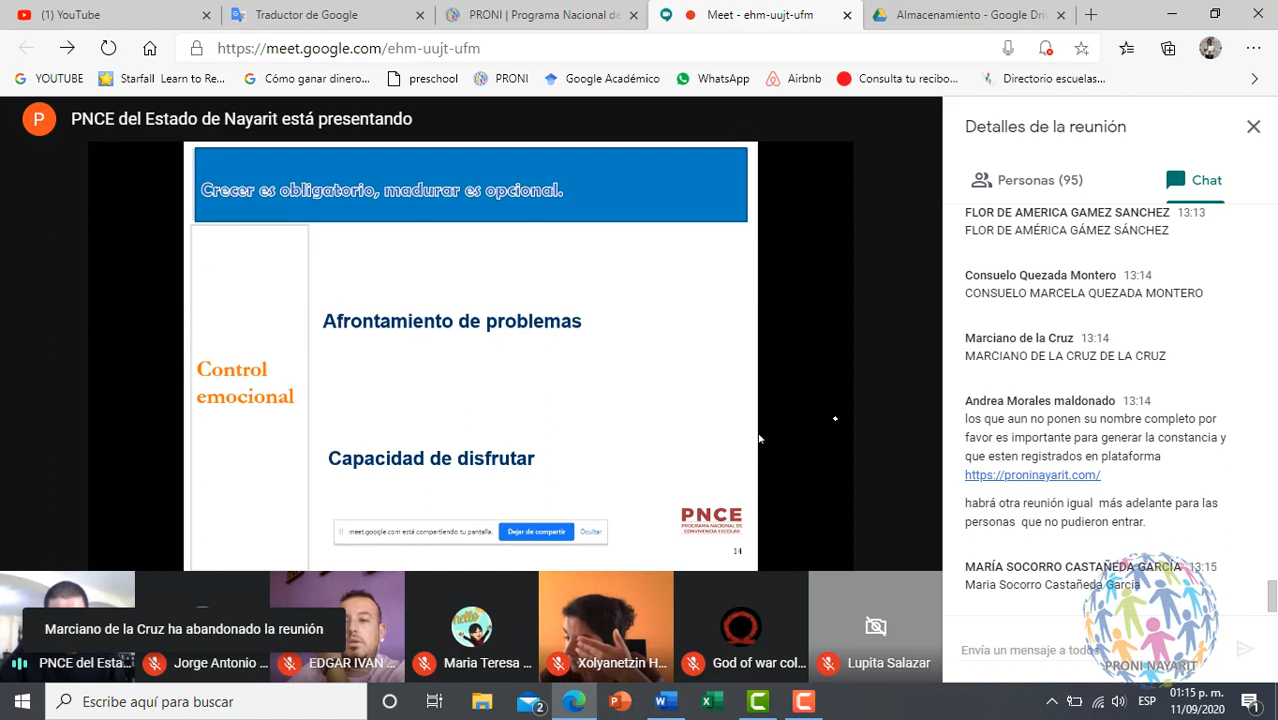 (1) YouTube
Traductor de Google
PRONI | Programa Nacional de
Meet - ehm-uujt-ufm
Almacenamiento - Google Dri
https://meet.google.com/ehm-uujt-ufm
YOUTUBE
Starfall Learn to Re...
Cómo ganar dinero...
preschool
PRONI
Google Académico
WhatsApp
Airbnb
Consulta tu recibo...
Directorio escuelas...
P
PNCE del Estado de Nayarit está presentando
Crecer es obligatorio, madurar es opcional.
Control
emocional
Afrontamiento de problemas
Capacidad de disfrutar
meet.google.com está compartiendo tu pantalla.
Dejar de compartir
Ocultar
PNCE
PROGRAMA NACIONAL DE
CONVIVENCIA ESCOLAR
14
Detalles de la reunión
Personas (95)
Chat
FLOR DE AMERICA GAMEZ SANCHEZ 13:13
FLOR DE AMÉRICA GÁMEZ SÁNCHEZ
Consuelo Quezada Montero 13:14
CONSUELO MARCELA QUEZADA MONTERO
Marciano de la Cruz 13:14
MARCIANO DE LA CRUZ DE LA CRUZ
Andrea Morales maldonado 13:14
los que aun no ponen su nombre completo por
favor es importante para generar la constancia y
que esten registrados en plataforma
https://proninayarit.com/
habrá otra reunión igual más adelante para las
personas que no pudieron entrar.
MARÍA SOCORRO CASTAÑEDA GARCÍA 13:15
Maria Socorro Castañeda Garcia
Envía un mensaje a todos
PRONI NAYARIT
Marciano de la Cruz ha abandonado la reunión
hello
PNCE del Esta...
Jorge Antonio ...
EDGAR IVAN ...
Maria Teresa ...
Xolyanetzin H...
God of war col...
Lupita Salazar
Escribe aquí para buscar
2
ESP
01:15 p. m.
11/09/2020
1